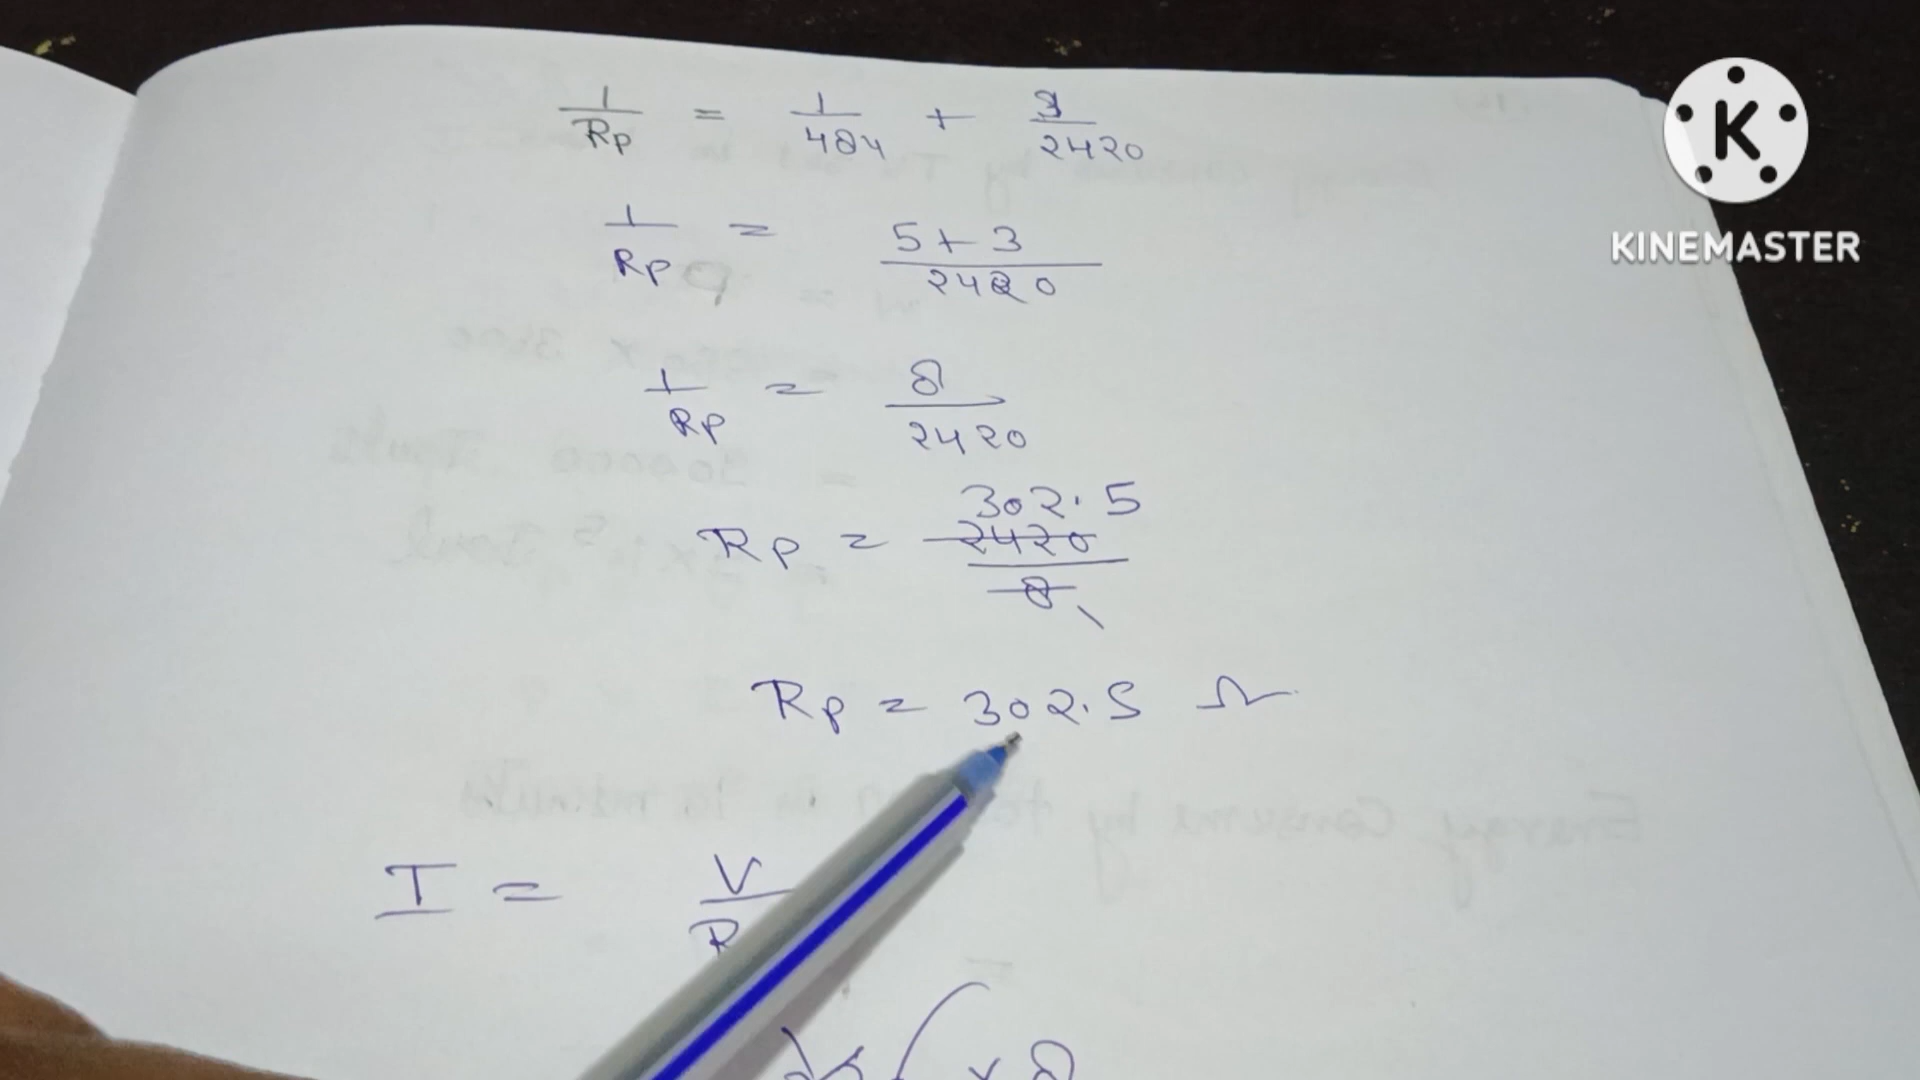 1/Rp = 1/484 + 3/2420
1/Rp = 5+3/2420
1/Rp = 8/2420
Rp = 302.5 2420/8
Rp = 302.5 Ω
I = V/R
K
KINEMASTER